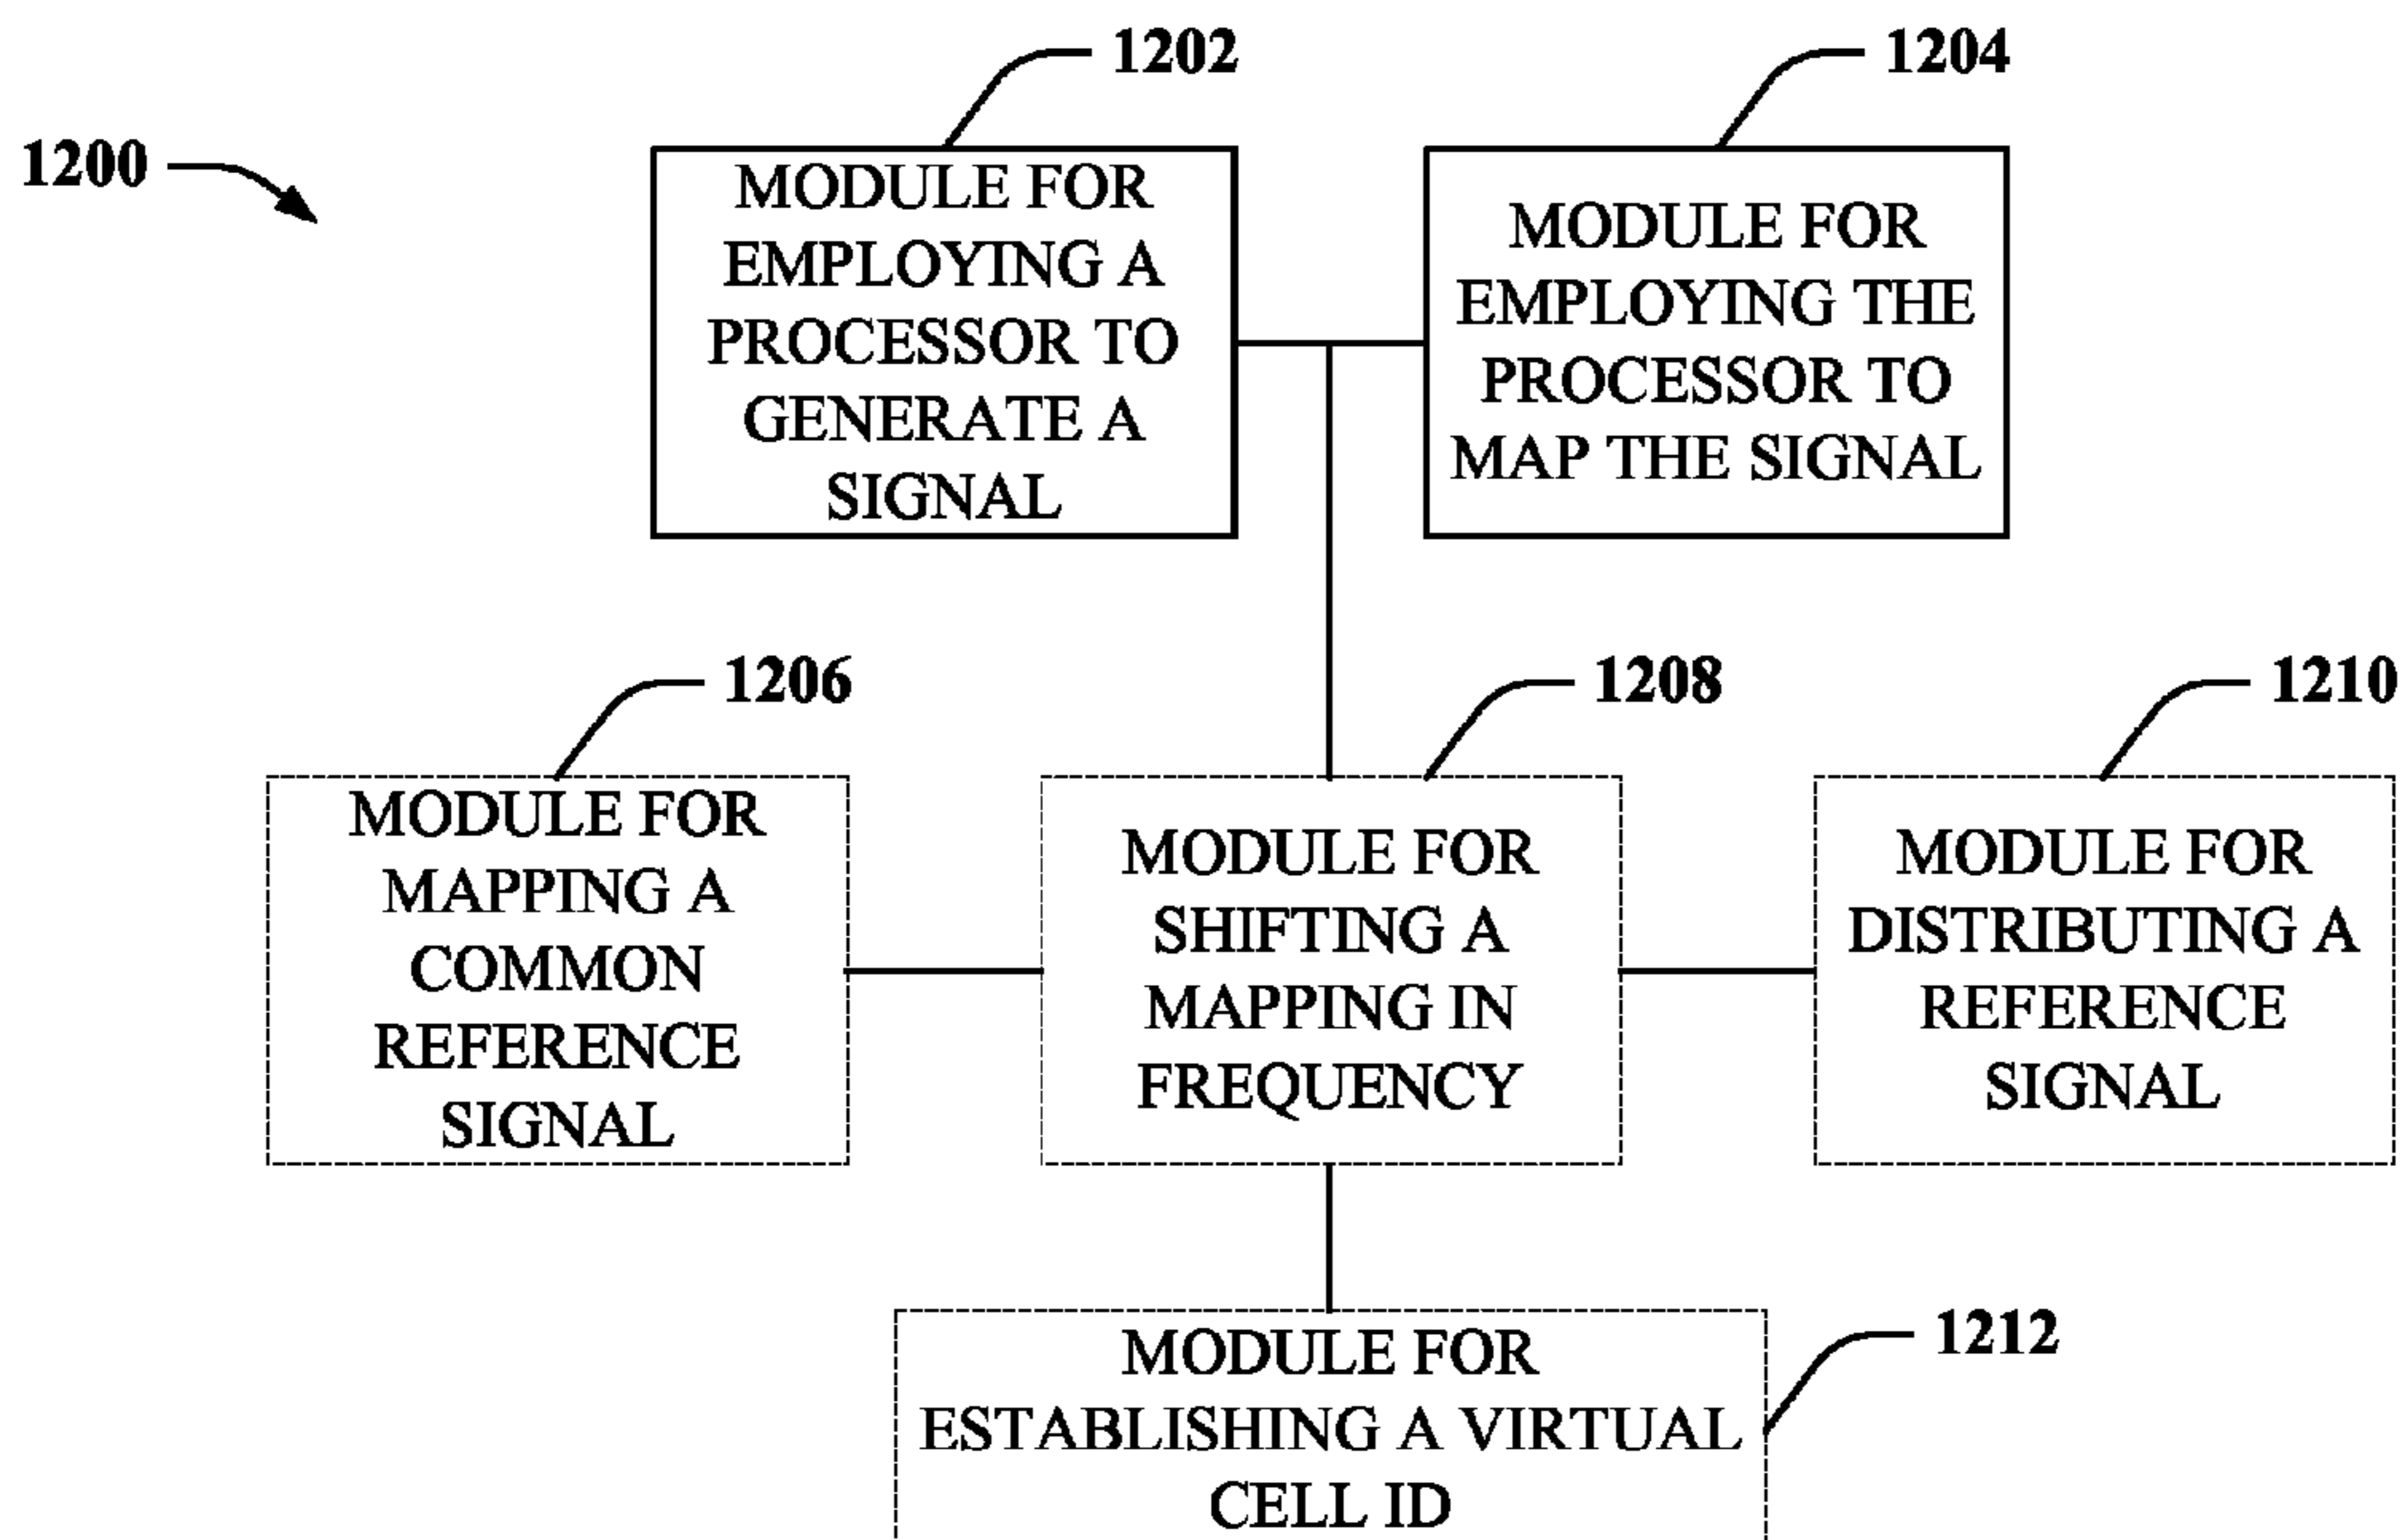 1202
1204
1200
MODULE FOR
EMPLOYING A
PROCESSOR TO
GENERATE A
SIGNAL
MODULE FOR
EMPLOYING THE
PROCESSOR TO
MAP THE SIGNAL
1206
1208
1210
MODULE FOR
MAPPING A
COMMON
REFERENCE
SIGNAL
MODULE FOR
SHIFTING A
MAPPING IN
FREQUENCY
MODULE FOR
DISTRIBUTING A
REFERENCE
SIGNAL
1212
MODULE FOR
ESTABLISHING A VIRTUAL
CELL ID